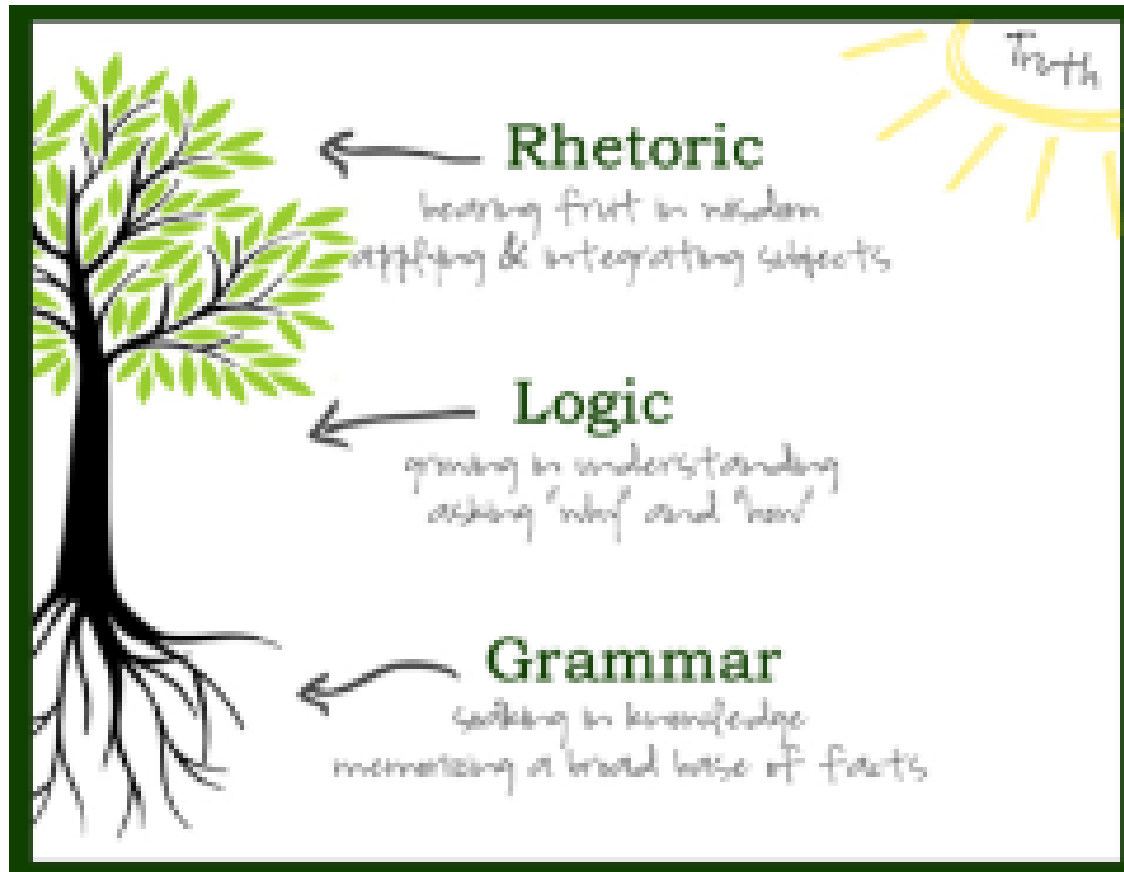 Truth
Rhetoric
bearing fruit in wisdom
applying & integrating subjects
Logic
growing in understanding
asking "why" and "how"
Grammar
soaking in knowledge
memorizing a broad base of facts